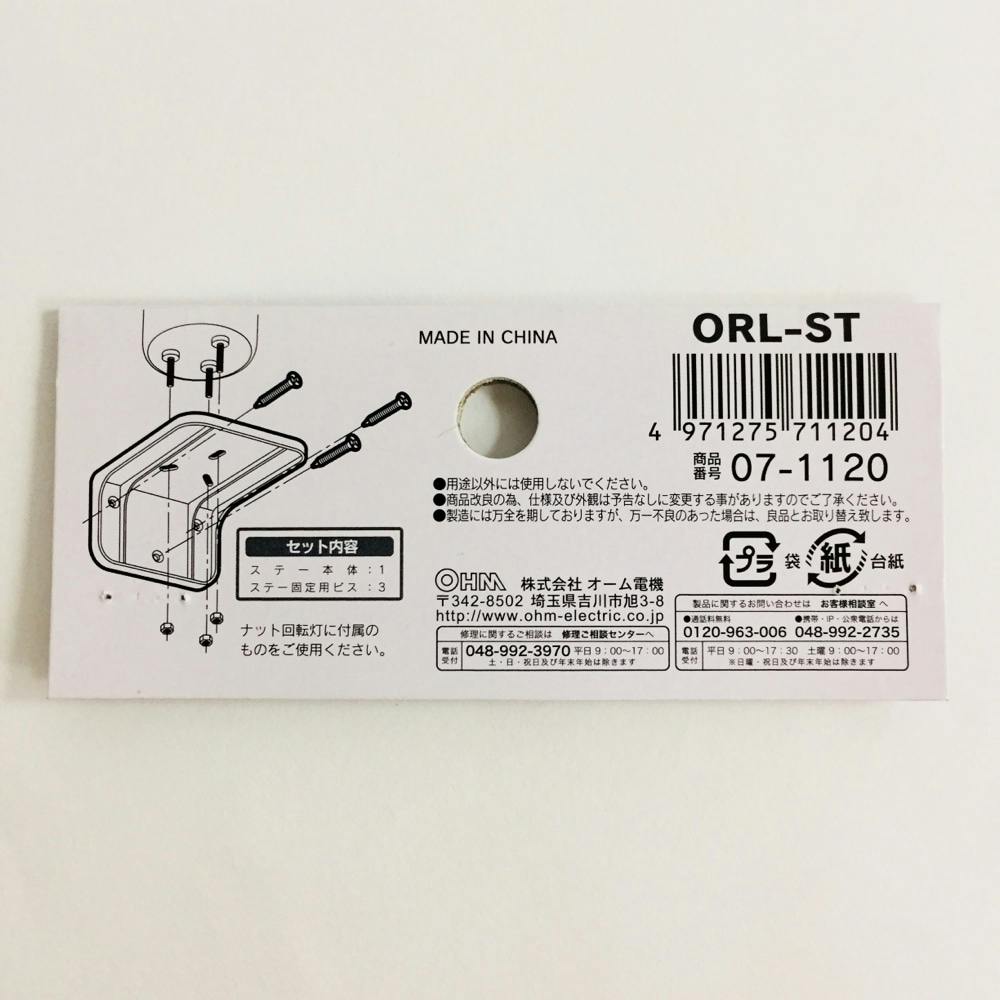 MADE IN CHINA
ORL-ST
4 971275 711204
商品番号 07-1120
●用途以外には使用しないでください。
●商品改良の為、仕様及び外観は予告なしに変更する事がありますのでご了承ください。
●製造には万全を期しておりますが、万一不良のあった場合は、良品とお取り替え致します。
セット内容
ステー本体:1
ステー固定用ビス:3
ナット回転灯に付属の
ものをご使用ください。
プラ 袋 紙 台紙
OHM 株式会社 オーム電機
〒342-8502 埼玉県吉川市旭3-8
http://www.ohm-electric.co.jp
修理に関するご相談は 修理ご相談センターへ
電話受付 048-992-3970 平日9:00〜17:00
土・日・祝日及び年末年始は除きます
製品に関するお問い合わせは お客様相談室 へ
●通話料無料 ●携帯・IP・公衆電話からは
0120-963-006 048-992-2735
電話受付 平日 9:00〜17:30 土曜 9:00〜17:00
※日曜・祝日及び年末年始は除きます